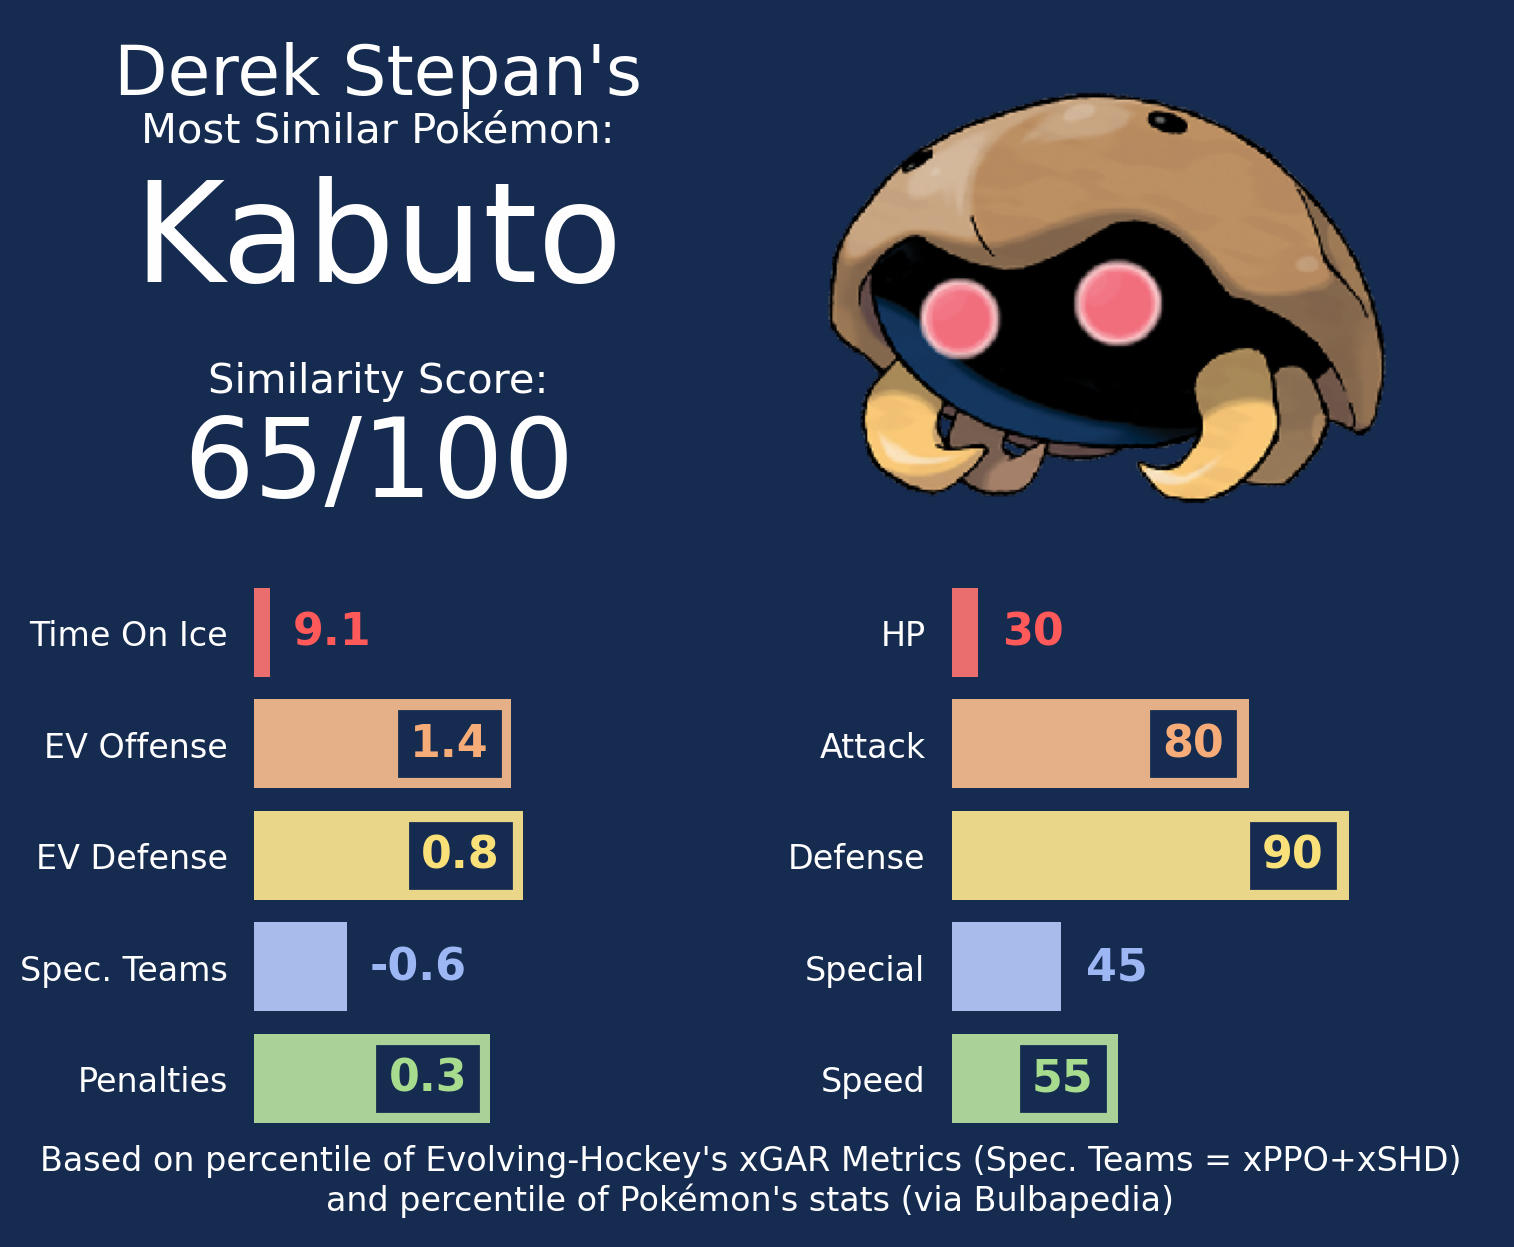 Derek Stepan's
Most Similar Pokémon:
Kabuto
Similarity Score:
65/100
Time On Ice 9.1
EV Offense 1.4
EV Defense 0.8
Spec. Teams -0.6
Penalties 0.3
HP 30
Attack 80
Defense 90
Special 45
Speed 55
Based on percentile of Evolving-Hockey's xGAR Metrics (Spec. Teams = xPPO+xSHD)
and percentile of Pokémon's stats (via Bulbapedia)